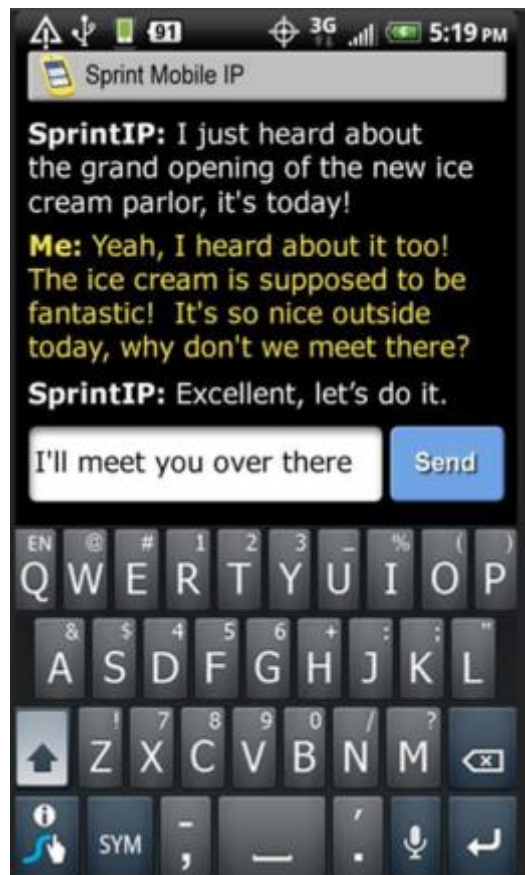 91 3G 5:19 PM
Sprint Mobile IP
SprintIP: I just heard about
the grand opening of the new ice
cream parlor, it's today!
Me: Yeah, I heard about it too!
The ice cream is supposed to be
fantastic!  It's so nice outside
today, why don't we meet there?
SprintIP: Excellent, let’s do it.
I'll meet you over there Send
EN @ # 1 2 3 _ % ( )
Q W E R T Y U I O P
& $ 4 5 6 + : ; "
A S D F G H J K L
! 7 8 9 0 / ?
Z X C V B N M
SYM - , ' .